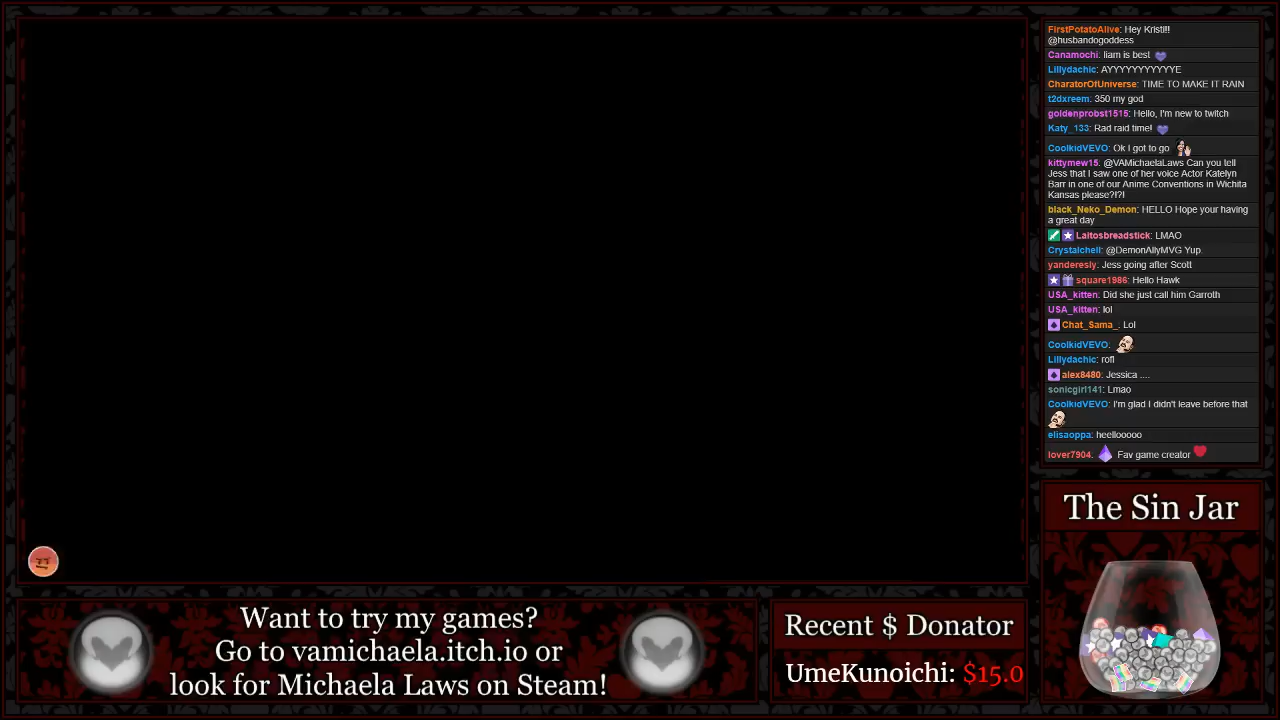 FirstPotatoAlive: Hey Kristi!!
@husbandogoddess
Canamochi: liam is best
Lillydachic: AYYYYYYYYYYYE
CharatorOfUniverse: TIME TO MAKE IT RAIN
t2dxreem: 350 my god
goldenprobst1515: Hello, I'm new to twitch
Katy_133: Rad raid time!
CoolkidVEVO: Ok I got to go
kittymew15: @VAMichaelaLaws Can you tell
Jess that I saw one of her voice Actor Katelyn
Barr in one of our Anime Conventions in Wichita
Kansas please?!?!
black_Neko_Demon: HELLO Hope your having
a great day
Laitosbreadstick: LMAO
Crystalchell: @DemonAllyMVG Yup.
yanderesly: Jess going after Scott
square1986: Hello Hawk
USA_kitten: Did she just call him Garroth
USA_kitten: lol
Chat_Sama_: Lol
CoolkidVEVO:
Lillydachic: rofl
alex8480: Jessica ....
sonicgirl141: Lmao
CoolkidVEVO: I'm glad I didn't leave before that
elisaoppa: heellooooo
lover7904: Fav game creator
The Sin Jar
Want to try my games?
Go to vamichaela.itch.io or
look for Michaela Laws on Steam!
Recent $ Donator
UmeKunoichi: $15.0